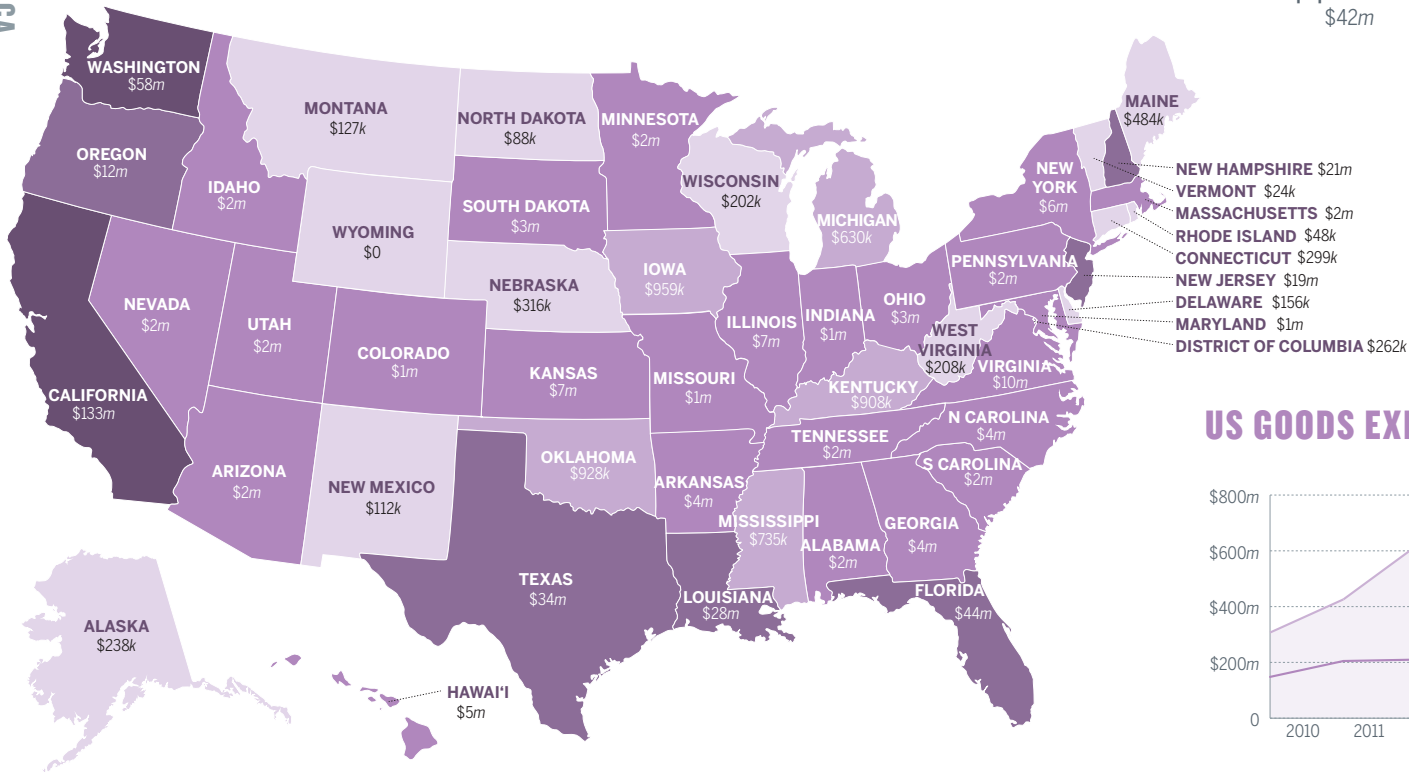 $42m
WASHINGTON
$58m
MONTANA
$127k
NORTH DAKOTA
$88k
MINNESOTA
$2m
MAINE
$484k
OREGON
$12m
IDAHO
$2m
WYOMING
$0
SOUTH DAKOTA
$3m
WISCONSIN
$202k
MICHIGAN
$630k
NEW
YORK
$6m
NEW HAMPSHIRE $21m
VERMONT $24k
MASSACHUSETTS $2m
RHODE ISLAND $48k
CONNECTICUT $299k
NEW JERSEY $19m
DELAWARE $156k
MARYLAND $1m
DISTRICT OF COLUMBIA $262k
NEVADA
$2m
UTAH
$2m
COLORADO
$1m
NEBRASKA
$316k
IOWA
$959k
ILLINOIS
$7m
INDIANA
$1m
OHIO
$3m
PENNSYLVANIA
$2m
WEST
VIRGINIA
$208k
VIRGINIA
$10m
CALIFORNIA
$133m
KANSAS
$7m
MISSOURI
$1m
KENTUCKY
$908k
N CAROLINA
$4m
TENNESSEE
$2m
S CAROLINA
$2m
ARIZONA
$2m
NEW MEXICO
$112k
OKLAHOMA
$928k
ARKANSAS
$4m
MISSISSIPPI
$735k
ALABAMA
$2m
GEORGIA
$4m
TEXAS
$34m
LOUISIANA
$28m
FLORIDA
$44m
ALASKA
$238k
HAWAI‘I
$5m
US GOODS EX
$800m
$600m
$400m
$200m
0
2010 2011